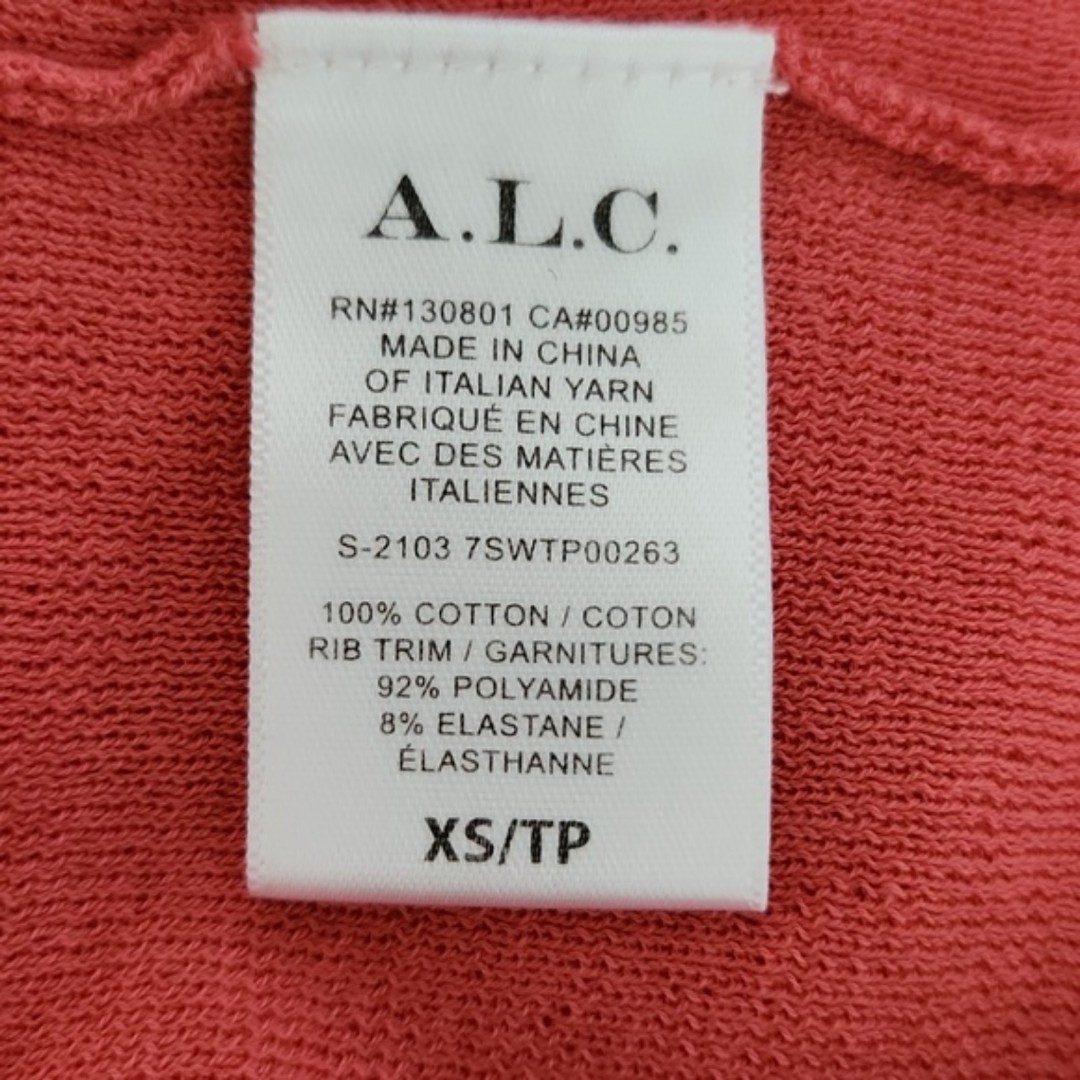 A.L.C.
RN#130801 CA#00985
MADE IN CHINA
OF ITALIAN YARN
FABRIQUÉ EN CHINE
AVEC DES MATIÈRES
ITALIENNES
S-2103 7SWTP00263
100% COTTON / COTON
RIB TRIM / GARNITURES:
92% POLYAMIDE
8% ELASTANE /
ÉLASTHANNE
XS/TP